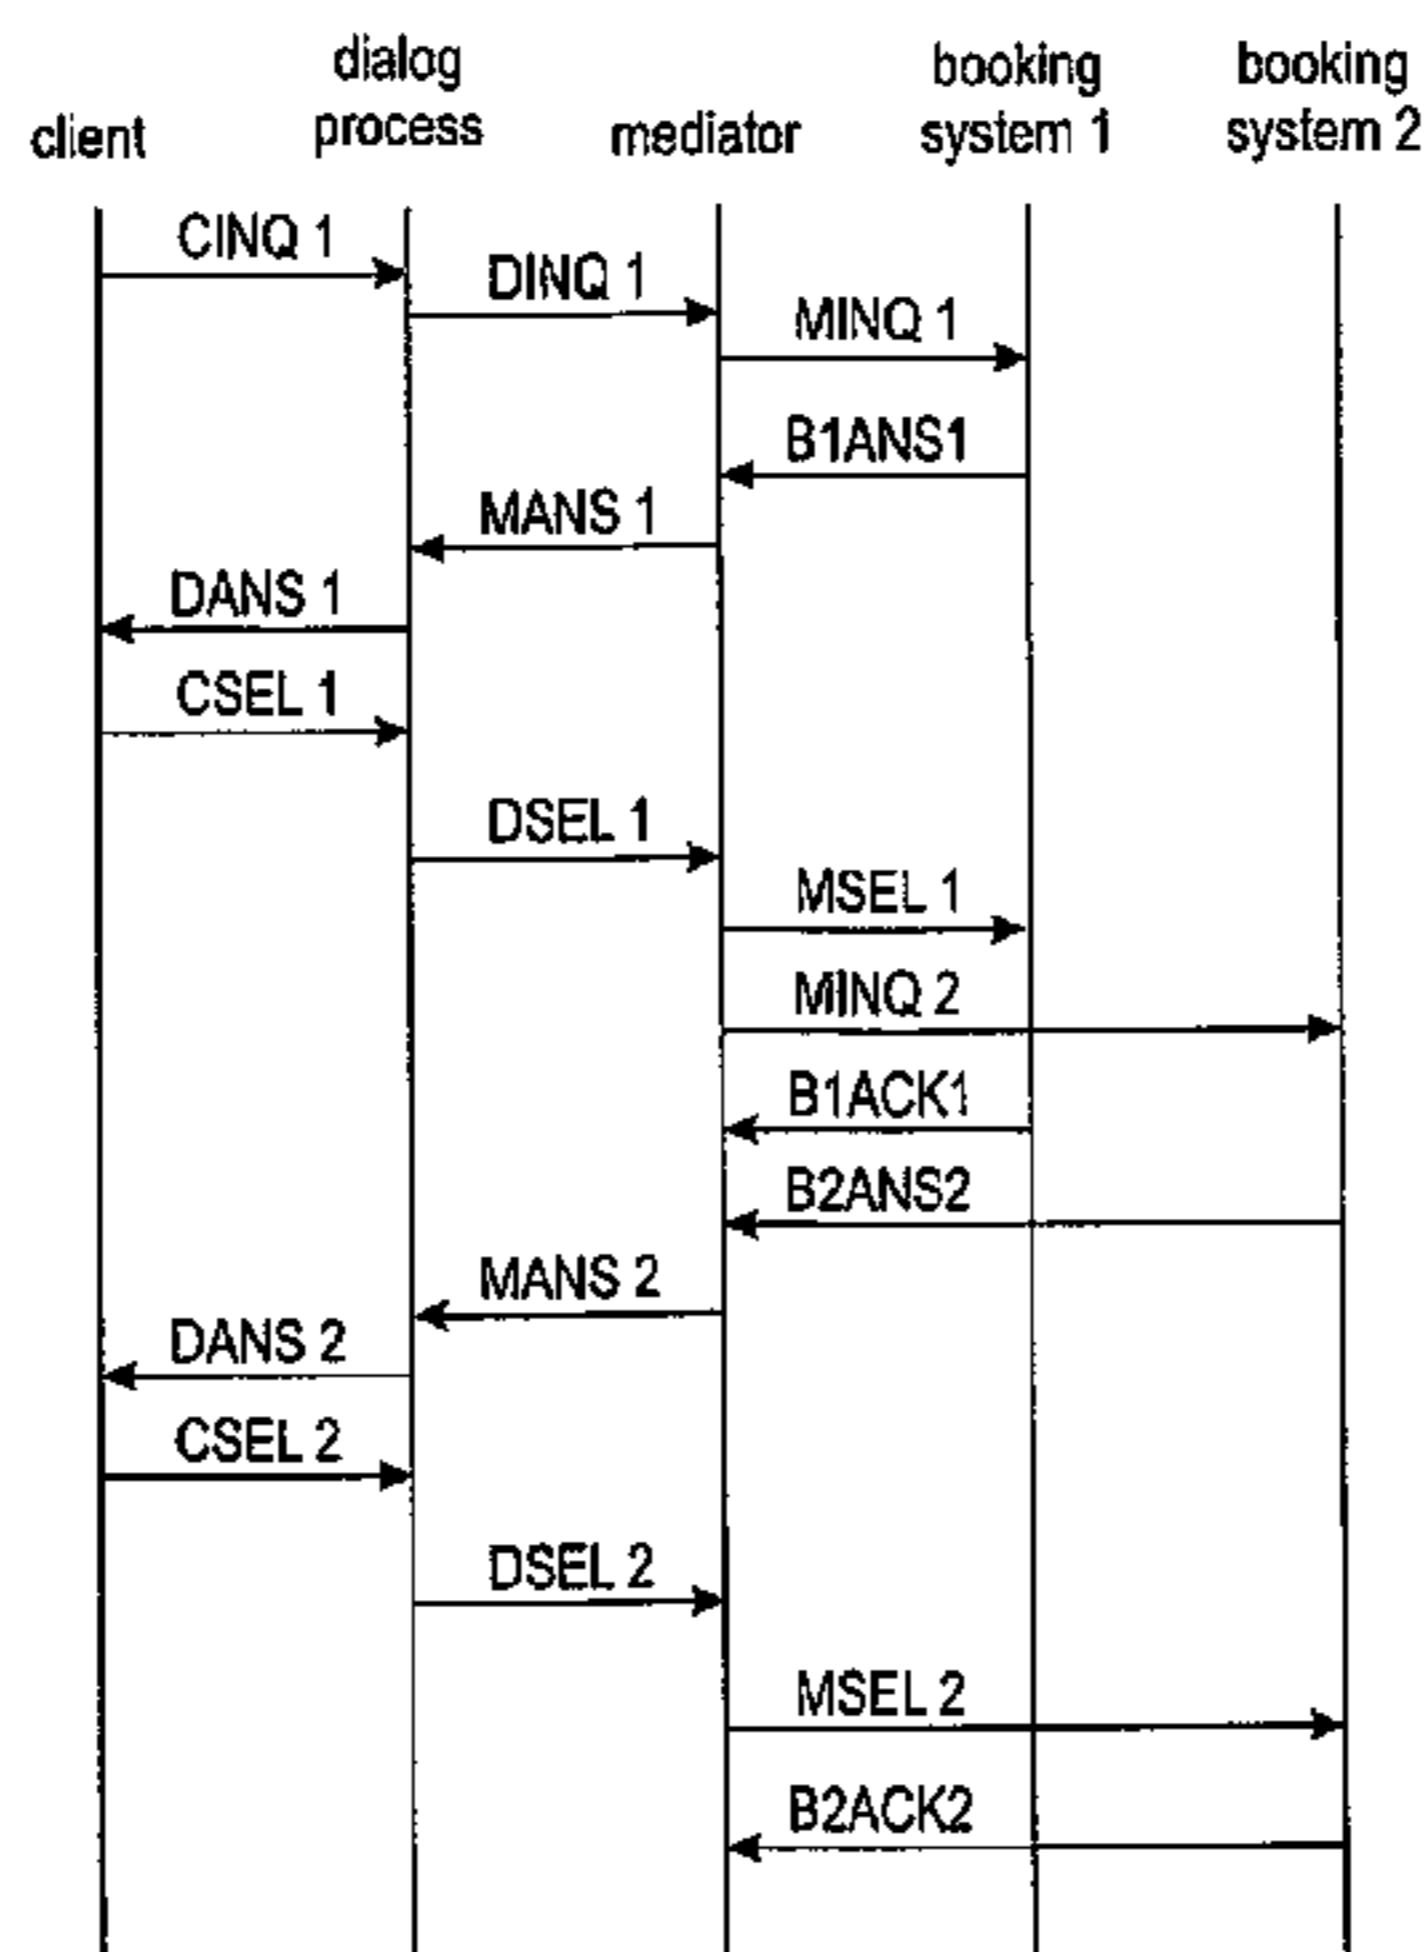 client
dialog
process
mediator
booking
system 1
booking
system 2
CINQ 1
DINQ 1
MINQ 1
B1ANS1
MANS 1
DANS 1
CSEL 1
DSEL 1
MSEL 1
MINQ 2
B1ACK1
B2ANS2
MANS 2
DANS 2
CSEL 2
DSEL 2
MSEL 2
B2ACK2